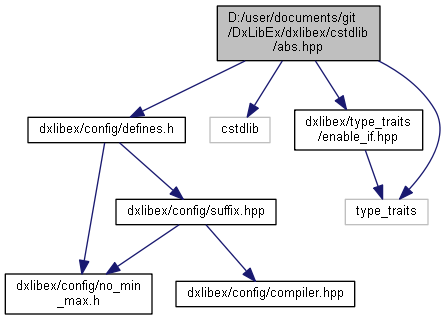 D:/user/documents/git
/DxLibEx/dxlibex/cstdlib
/abs.hpp
dxlibex/config/defines.h
cstdlib
dxlibex/type_traits
/enable_if.hpp
dxlibex/config/suffix.hpp
type_traits
dxlibex/config/no_min
_max.h
dxlibex/config/compiler.hpp